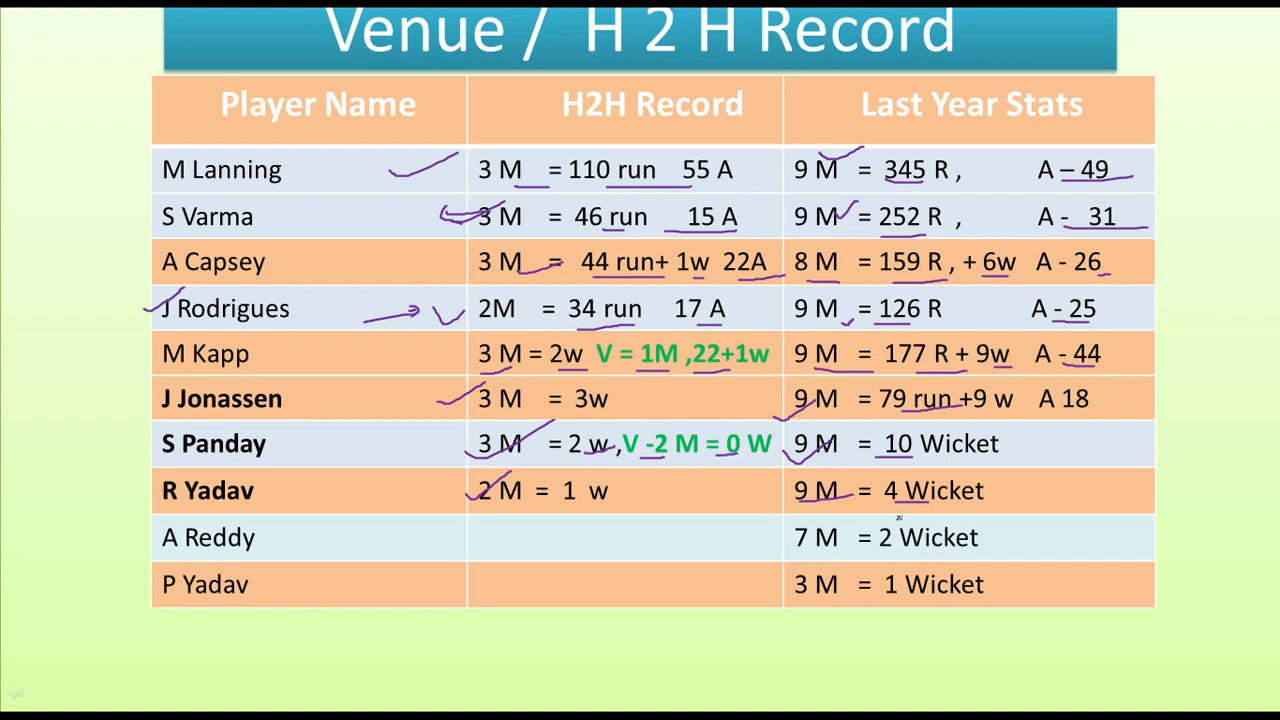 Venue / H 2 H Record
Player Name H2H Record Last Year Stats
M Lanning 3 M = 110 run 55 A 9 M = 345 R , A – 49
S Varma 3 M = 46 run 15 A 9 M = 252 R , A - 31
A Capsey 3 M = 44 run+ 1w 22A 8 M = 159 R , + 6w A - 26
J Rodrigues 2M = 34 run 17 A 9 M = 126 R A - 25
M Kapp 3 M = 2w V = 1M ,22+1w 9 M = 177 R + 9w A - 44
J Jonassen 3 M = 3w 9 M = 79 run +9 w A 18
S Panday 3 M = 2 w ,V -2 M = 0 W 9 M = 10 Wicket
R Yadav 2 M = 1 w 9 M = 4 Wicket
A Reddy 7 M = 2 Wicket
P Yadav 3 M = 1 Wicket